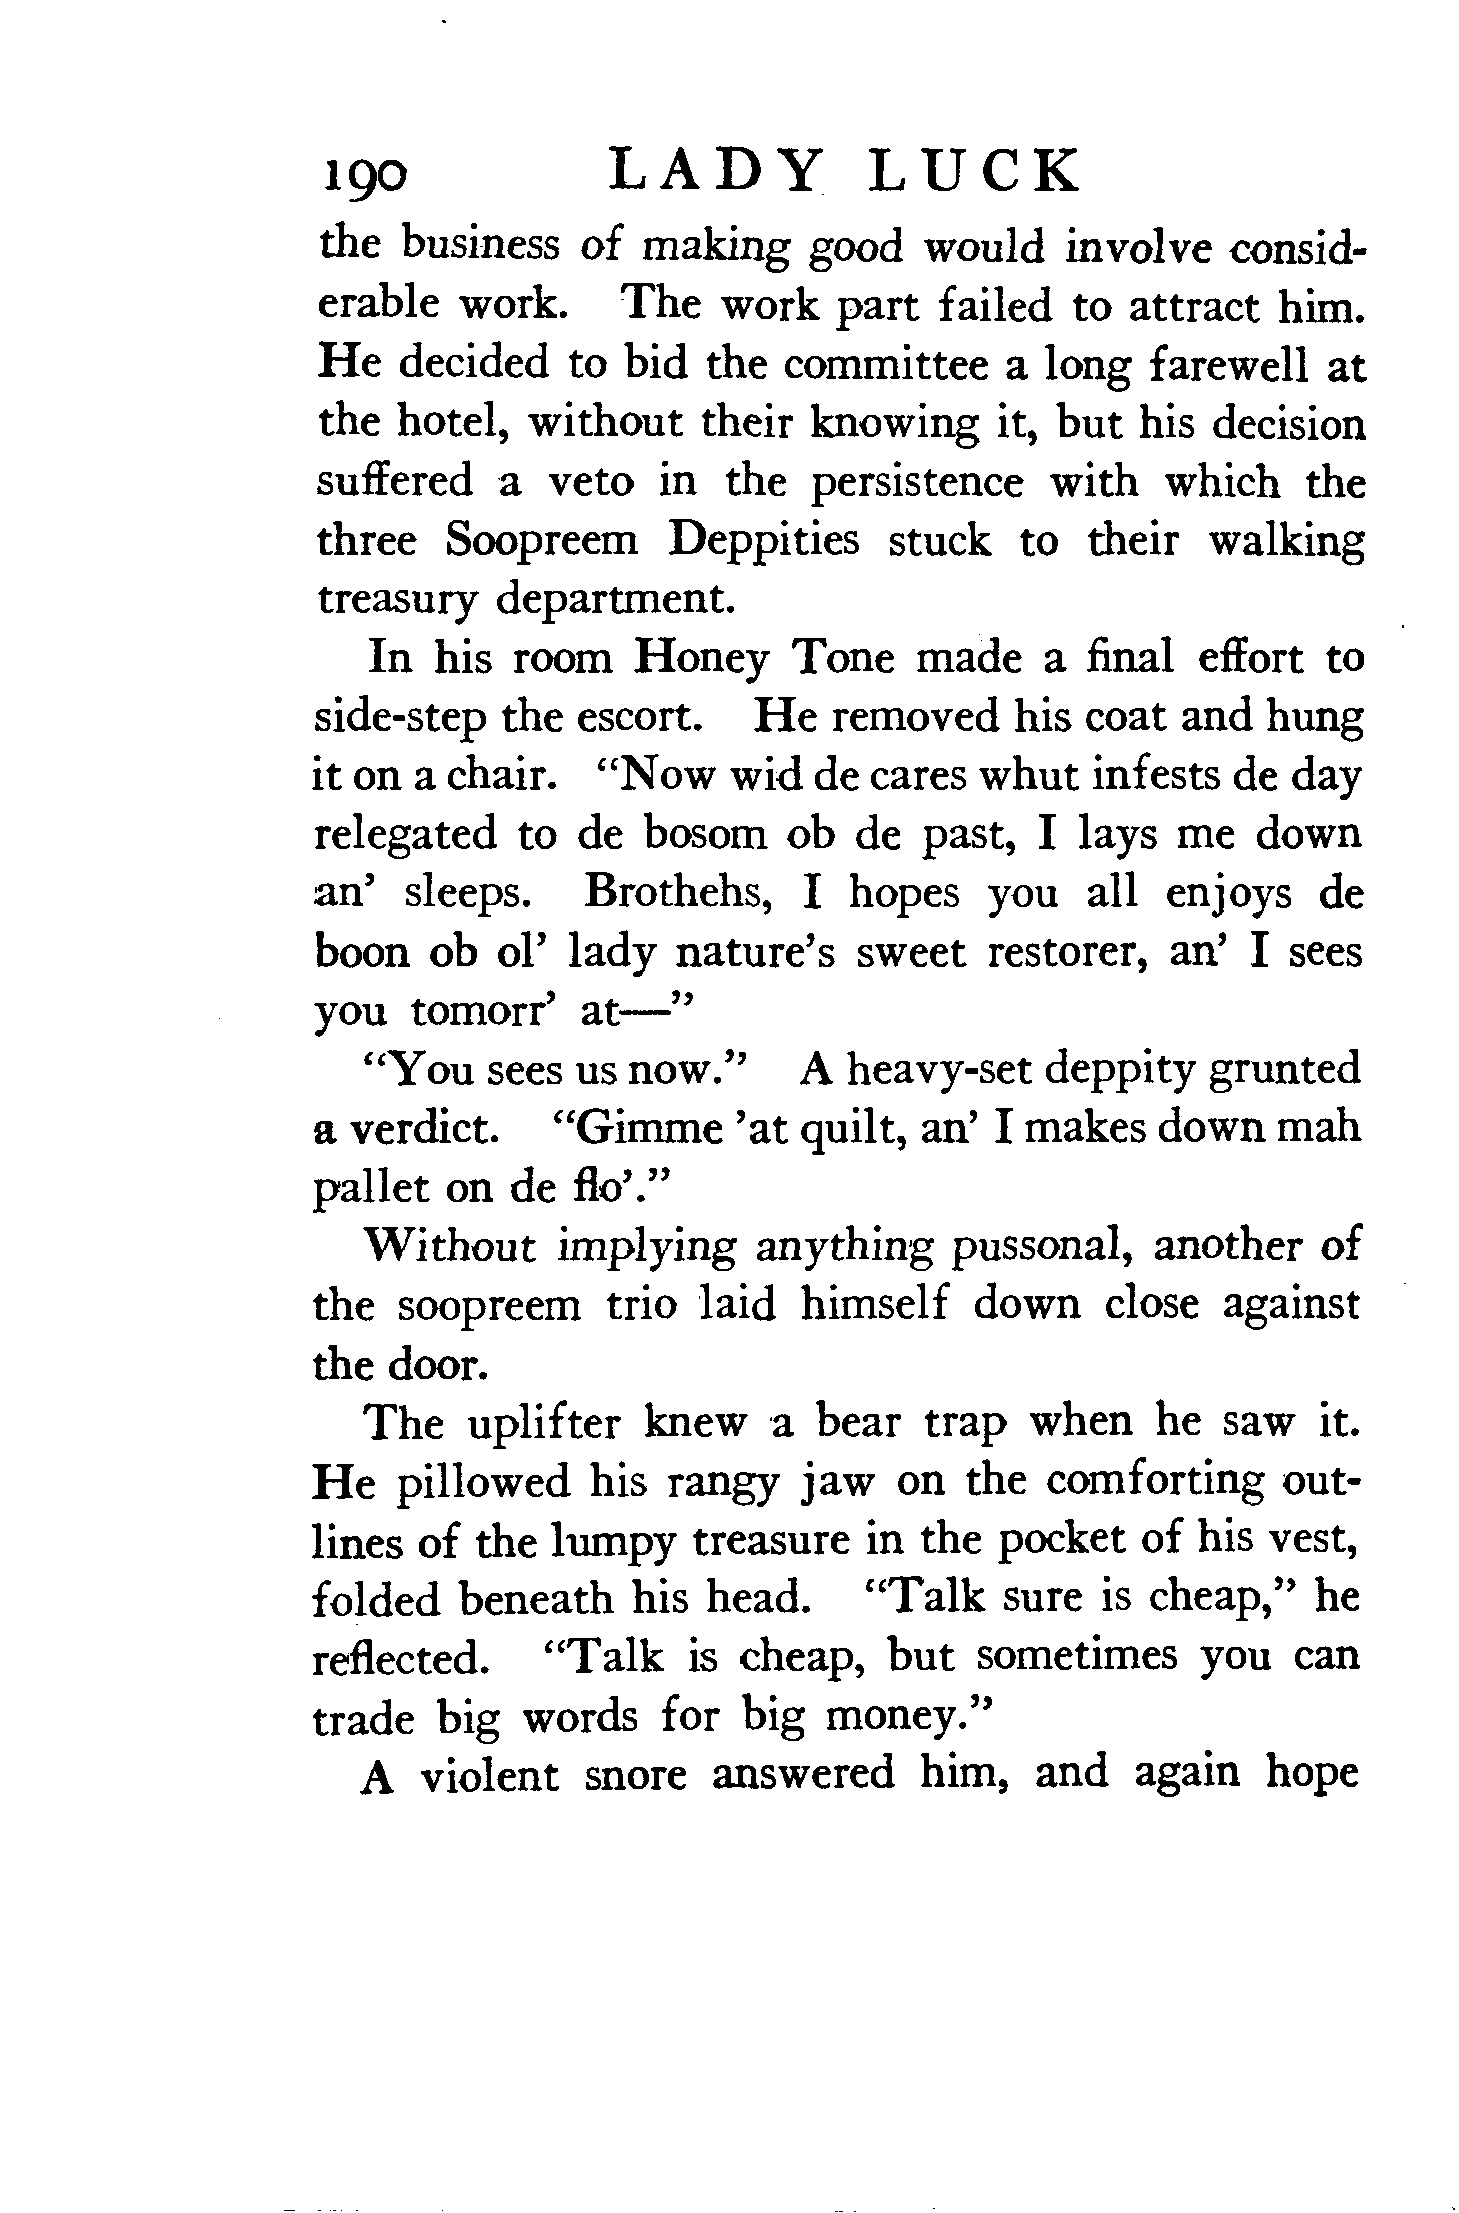 190 LADY LUCK
the business of making good would involve consid-
erable work. The work part failed to attract him.
He decided to bid the committee a long farewell at
the hotel, without their knowing it, but his decision
suffered a veto in the persistence with which the
three Soopreem Deppities stuck to their walking
treasury department.
In his room Honey Tone made a final effort to
side-step the escort. He removed his coat and hung
it on a chair. “Now wid de cares whut infests de day
relegated to de bosom ob de past, I lays me down
an’ sleeps. Brothehs, I hopes you all enjoys de
boon ob ol’ lady nature’s sweet restorer, an’ I sees
you tomorr’ at—”
“You sees us now.” A heavy-set deppity grunted
a verdict. “Gimme ’at quilt, an’ I makes down mah
pallet on de flo’.”
Without implying anything pussonal, another of
the soopreem trio laid himself down close against
the door.
The uplifter knew a bear trap when he saw it.
He pillowed his rangy jaw on the comforting out-
lines of the lumpy treasure in the pocket of his vest,
folded beneath his head. “Talk sure is cheap,” he
reflected. “Talk is cheap, but sometimes you can
trade big words for big money.”
A violent snore answered him, and again hope